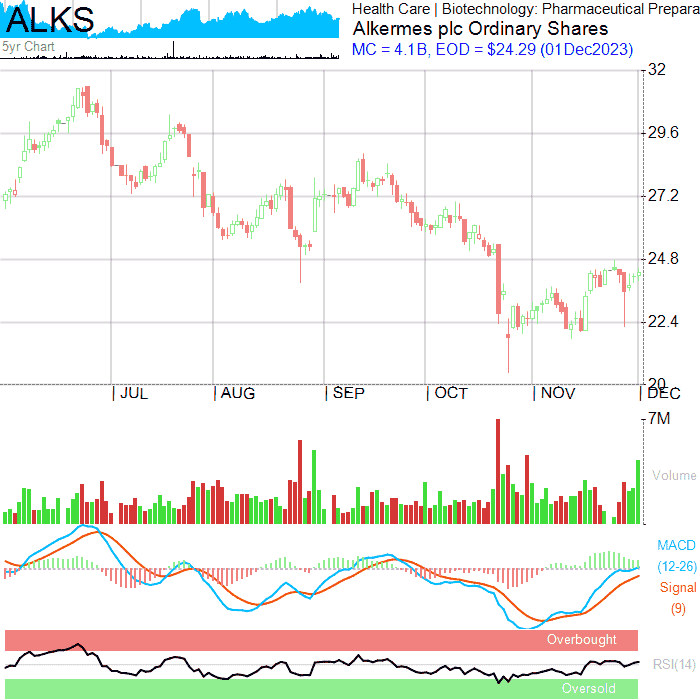 ALKS
5yr Chart
Health Care | Biotechnology: Pharmaceutical Prepara
Alkermes plc Ordinary Shares
MC = 4.1B, EOD = $24.29 (01Dec2023)
32
29.6
27.2
24.8
22.4
20
JUL AUG SEP OCT NOV DEC
7M
Volume
MACD
(12-26)
Signal
(9)
Overbought
RSI(14)
Oversold